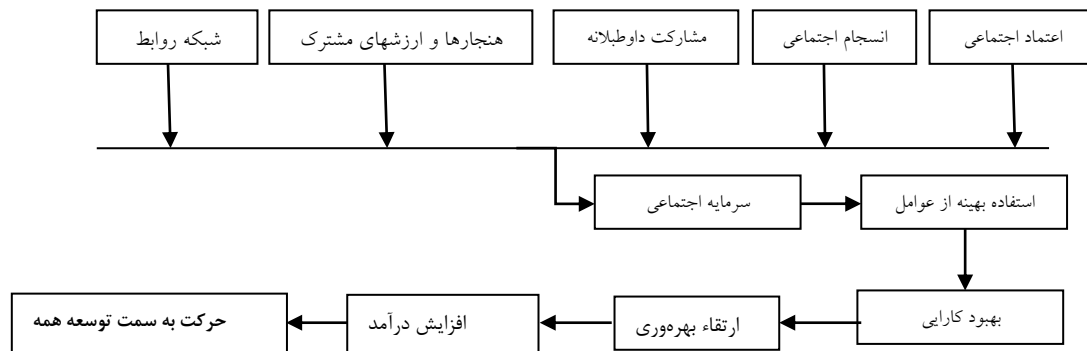 اعتماد اجتماعی
انسجام اجتماعی
مشارکت داوطبلانه
هنجارها و ارزشهای مشترک
شبکه روابط
سرمایه اجتماعی
استفاده بهینه از عوامل
بهبود کارایی
ارتقاء بهره‌وری
افزایش درآمد
حرکت به سمت توسعه همه